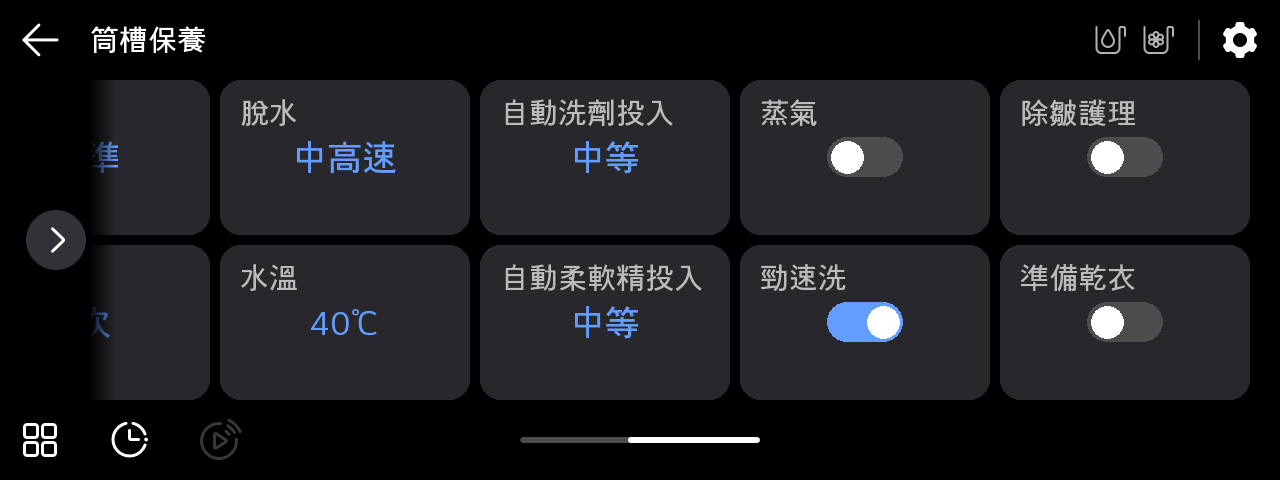 筒槽保養
準
脫水
中高速
自動洗劑投入
中等
蒸氣
除皺護理
次
水溫
40℃
自動柔軟精投入
中等
勁速洗
準備乾衣